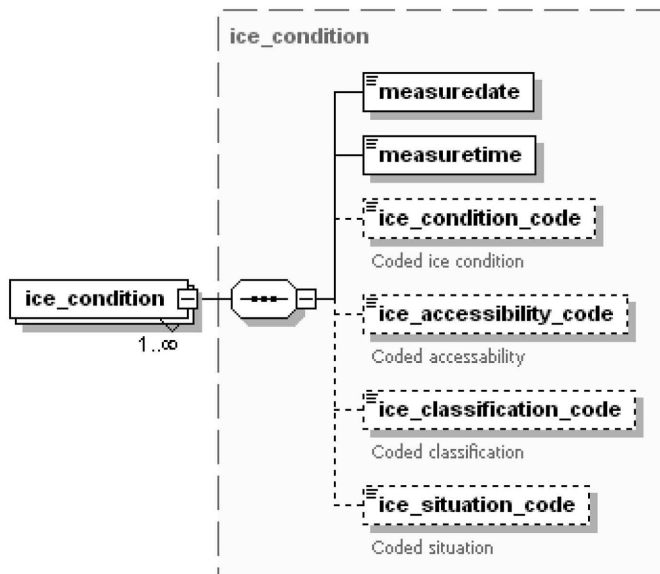 ice_condition
measuredate
measuretime
ice_condition_code
Coded ice condition
ice_condition
1..∞
ice_accessibility_code
Coded accessability
ice_classification_code
Coded classification
ice_situation_code
Coded situation